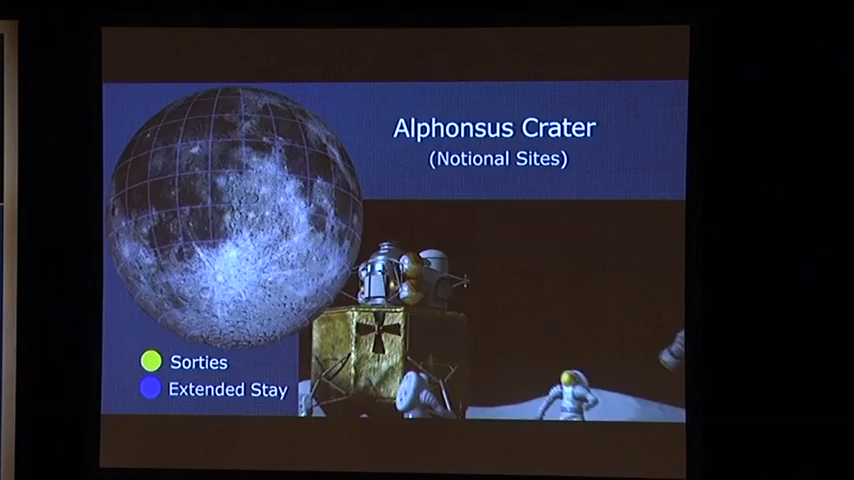 Alphonsus Crater
(Notional Sites)
Sorties
Extended Stay